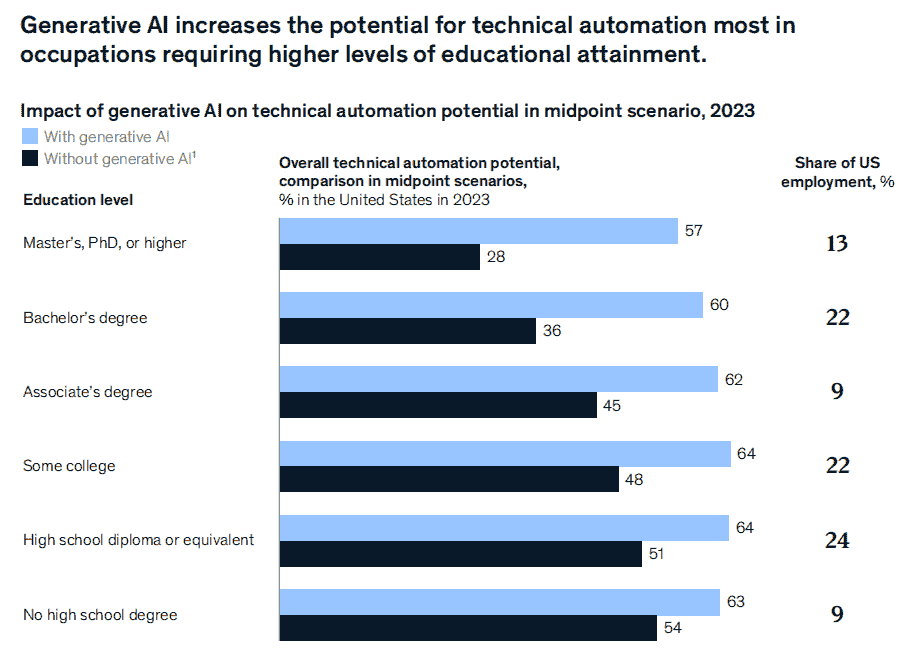 Generative AI increases the potential for technical automation most in
occupations requiring higher levels of educational attainment.
Impact of generative AI on technical automation potential in midpoint scenario, 2023
With generative AI
Without generative AI¹
Overall technical automation potential,
comparison in midpoint scenarios,
% in the United States in 2023
Share of US
employment, %
Education level
Master's, PhD, or higher
57
28
13
Bachelor's degree
60
36
22
Associate's degree
62
45
9
Some college
64
48
22
High school diploma or equivalent
64
51
24
No high school degree
63
54
9